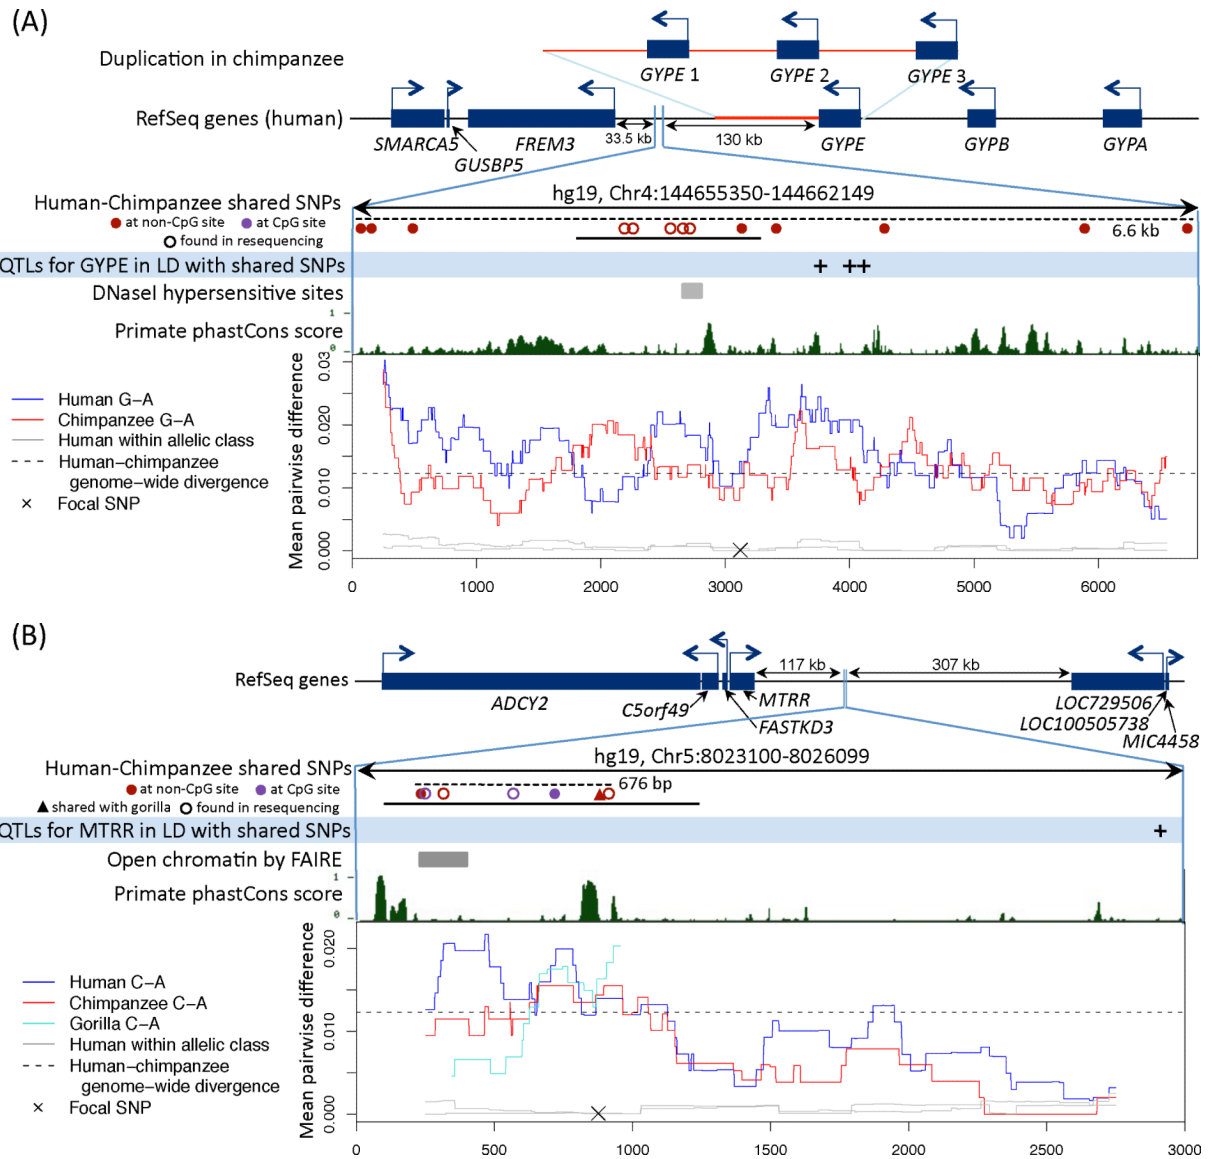 (A)
Duplication in chimpanzee
GYPE 1
GYPE 2
GYPE 3
RefSeq genes (human)
SMARCA5
GUSBP5
FREM3
33.5 kb
130 kb
GYPE
GYPB
GYPA
hg19, Chr4:144655350-144662149
Human-Chimpanzee shared SNPs
at non-CpG site
at CpG site
found in resequencing
6.6 kb
QTLs for GYPE in LD with shared SNPs
+ ++
DNaseI hypersensitive sites
Primate phastCons score
1
0
Human G–A
Chimpanzee G–A
Human within allelic class
Human–chimpanzee
genome–wide divergence
Focal SNP
Mean pairwise difference
0.000 0.010 0.020 0.03
0 1000 2000 3000 4000 5000 6000
(B)
RefSeq genes
ADCY2
C5orf49
MTRR
FASTKD3
117 kb
307 kb
LOC729506
LOC100505738
MIC4458
hg19, Chr5:8023100-8026099
Human-Chimpanzee shared SNPs
at non-CpG site
at CpG site
shared with gorilla
found in resequencing
676 bp
QTLs for MTRR in LD with shared SNPs
+
Open chromatin by FAIRE
Primate phastCons score
1
0
Human C–A
Chimpanzee C–A
Gorilla C–A
Human within allelic class
Human–chimpanzee
genome–wide divergence
Focal SNP
Mean pairwise difference
0.000 0.010 0.020
0 500 1000 1500 2000 2500 3000